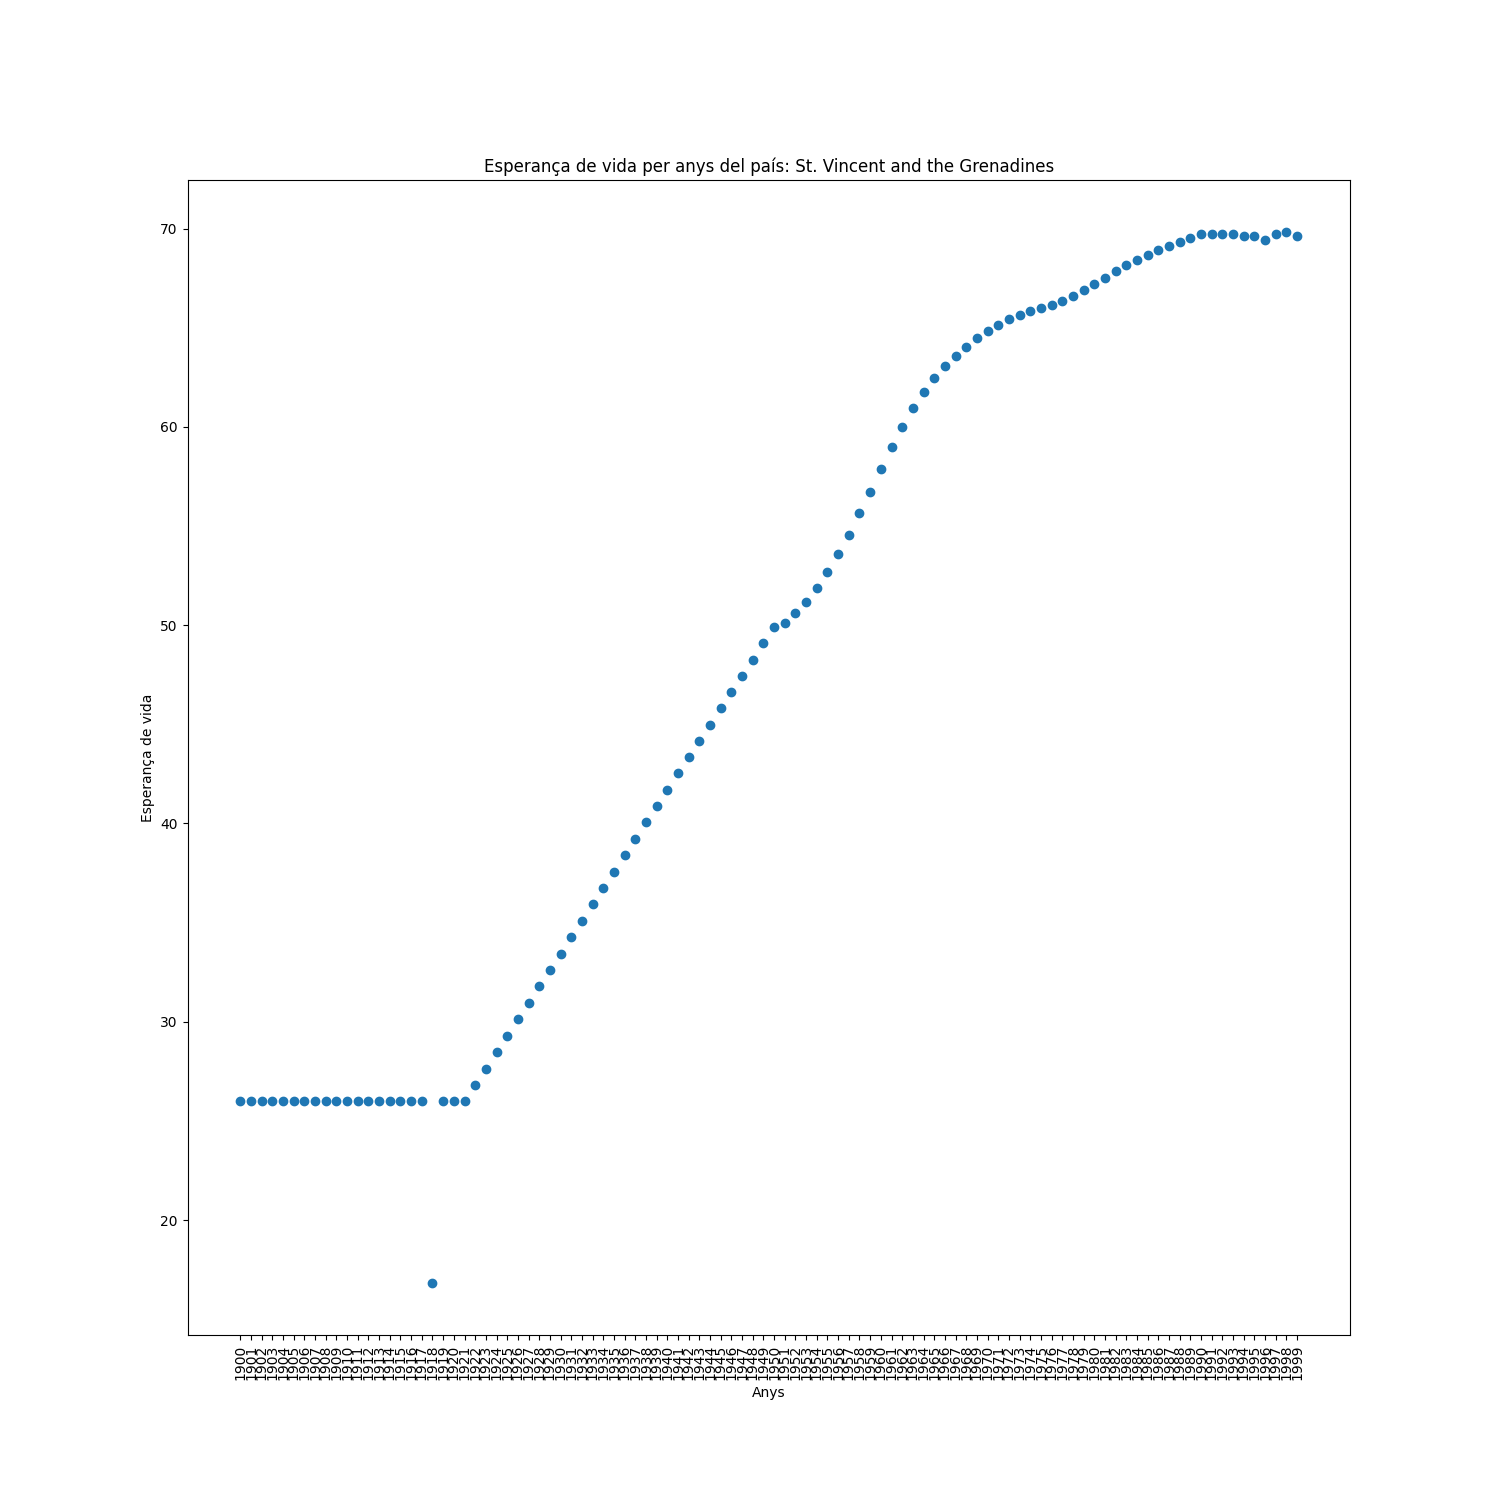 Esperança de vida per anys del país: St. Vincent and the Grenadines
70
60
50
40
30
20
Esperança de vida
1900 1901 1902 1903 1904 1905 1906 1907 1908 1909 1910 1911 1912 1913 1914 1915 1916 1917 1918 1919 1920 1921 1922 1923 1924 1925 1926 1927 1928 1929 1930 1931 1932 1933 1934 1935 1936 1937 1938 1939 1940 1941 1942 1943 1944 1945 1946 1947 1948 1949 1950 1951 1952 1953 1954 1955 1956 1957 1958 1959 1960 1961 1962 1963 1964 1965 1966 1967 1968 1969 1970 1971 1972 1973 1974 1975 1976 1977 1978 1979 1980 1981 1982 1983 1984 1985 1986 1987 1988 1989 1990 1991 1992 1993 1994 1995 1996 1997 1998 1999
Anys